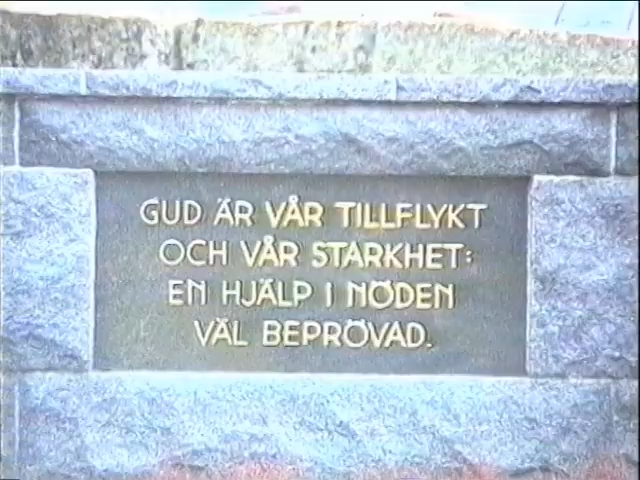 GUD ÄR VÅR TILLFLYKT
OCH VÅR STARKHET:
EN HJÄLP I NÖDEN
VÄL BEPRÖVAD.